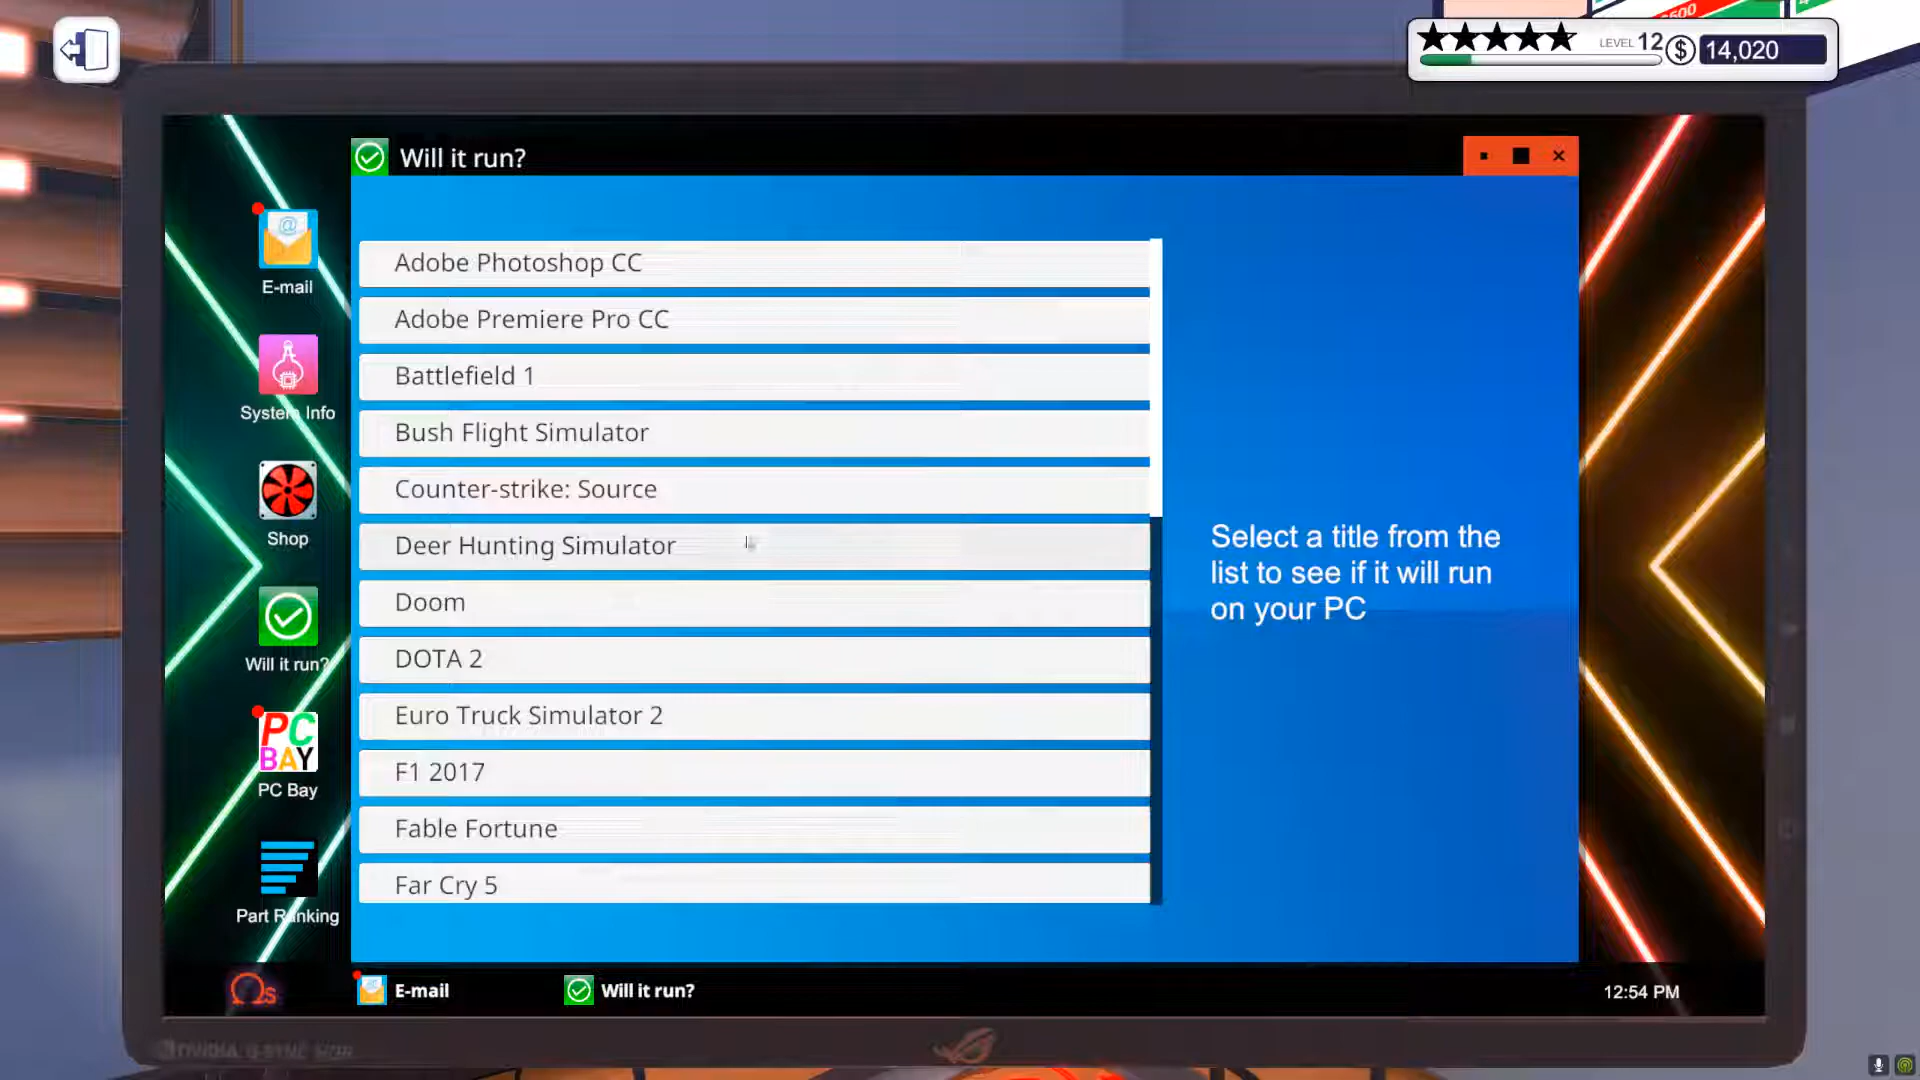 LEVEL 12
$ 14,020
Will it run?
E-mail
System Info
Shop
Will it run?
PC
BAY
PC Bay
Part Ranking
Adobe Photoshop CC
Adobe Premiere Pro CC
Battlefield 1
Bush Flight Simulator
Counter-strike: Source
Deer Hunting Simulator
Doom
DOTA 2
Euro Truck Simulator 2
F1 2017
Fable Fortune
Far Cry 5
Select a title from the
list to see if it will run
on your PC
Ωs
E-mail
Will it run?
12:54 PM